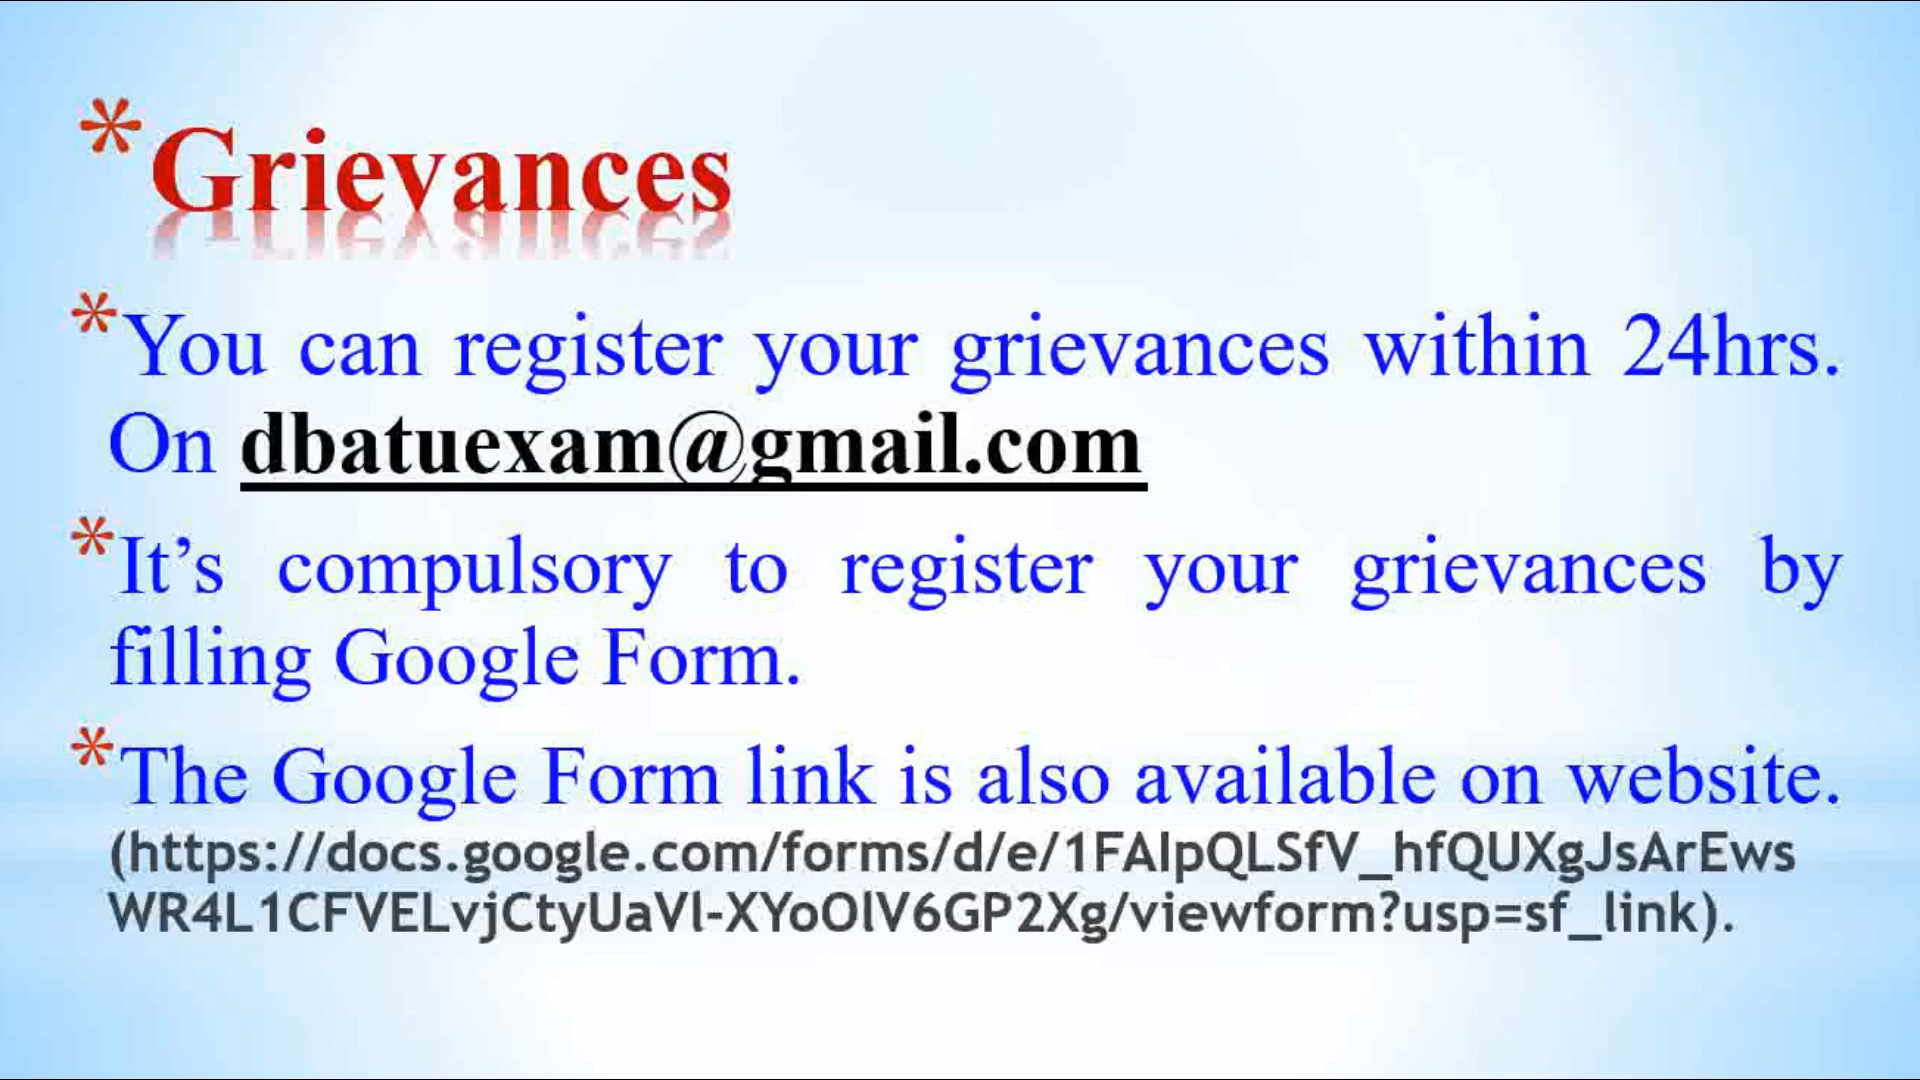 *Grievances
*You can register your grievances within 24hrs.
On dbatuexam@gmail.com
*It’s compulsory to register your grievances by
filling Google Form.
*The Google Form link is also available on website.
(https://docs.google.com/forms/d/e/1FAIpQLSfV_hfQUXgJsArEws
WR4L1CFVELvjCtyUaVl-XYoOlV6GP2Xg/viewform?usp=sf_link).